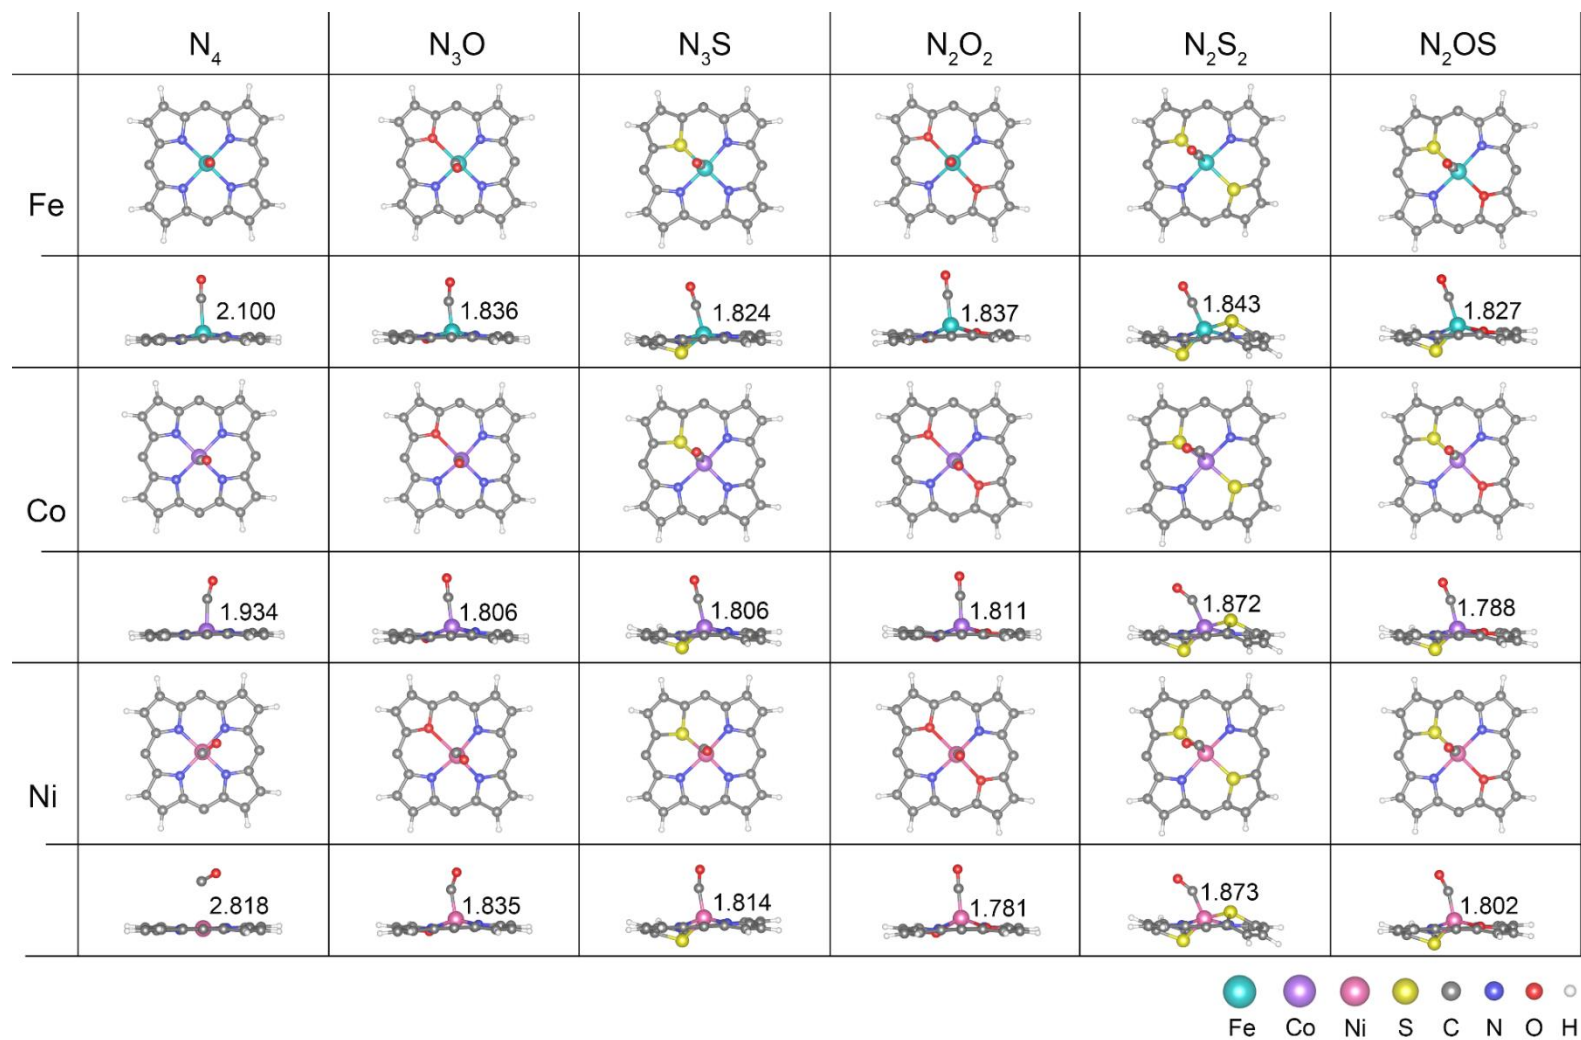 N₄ N₃O N₃S N₂O₂ N₂S₂ N₂OS
Fe
2.100 1.836 1.824 1.837 1.843 1.827
Co
1.934 1.806 1.806 1.811 1.872 1.788
Ni
2.818 1.835 1.814 1.781 1.873 1.802
Fe Co Ni S C N O H